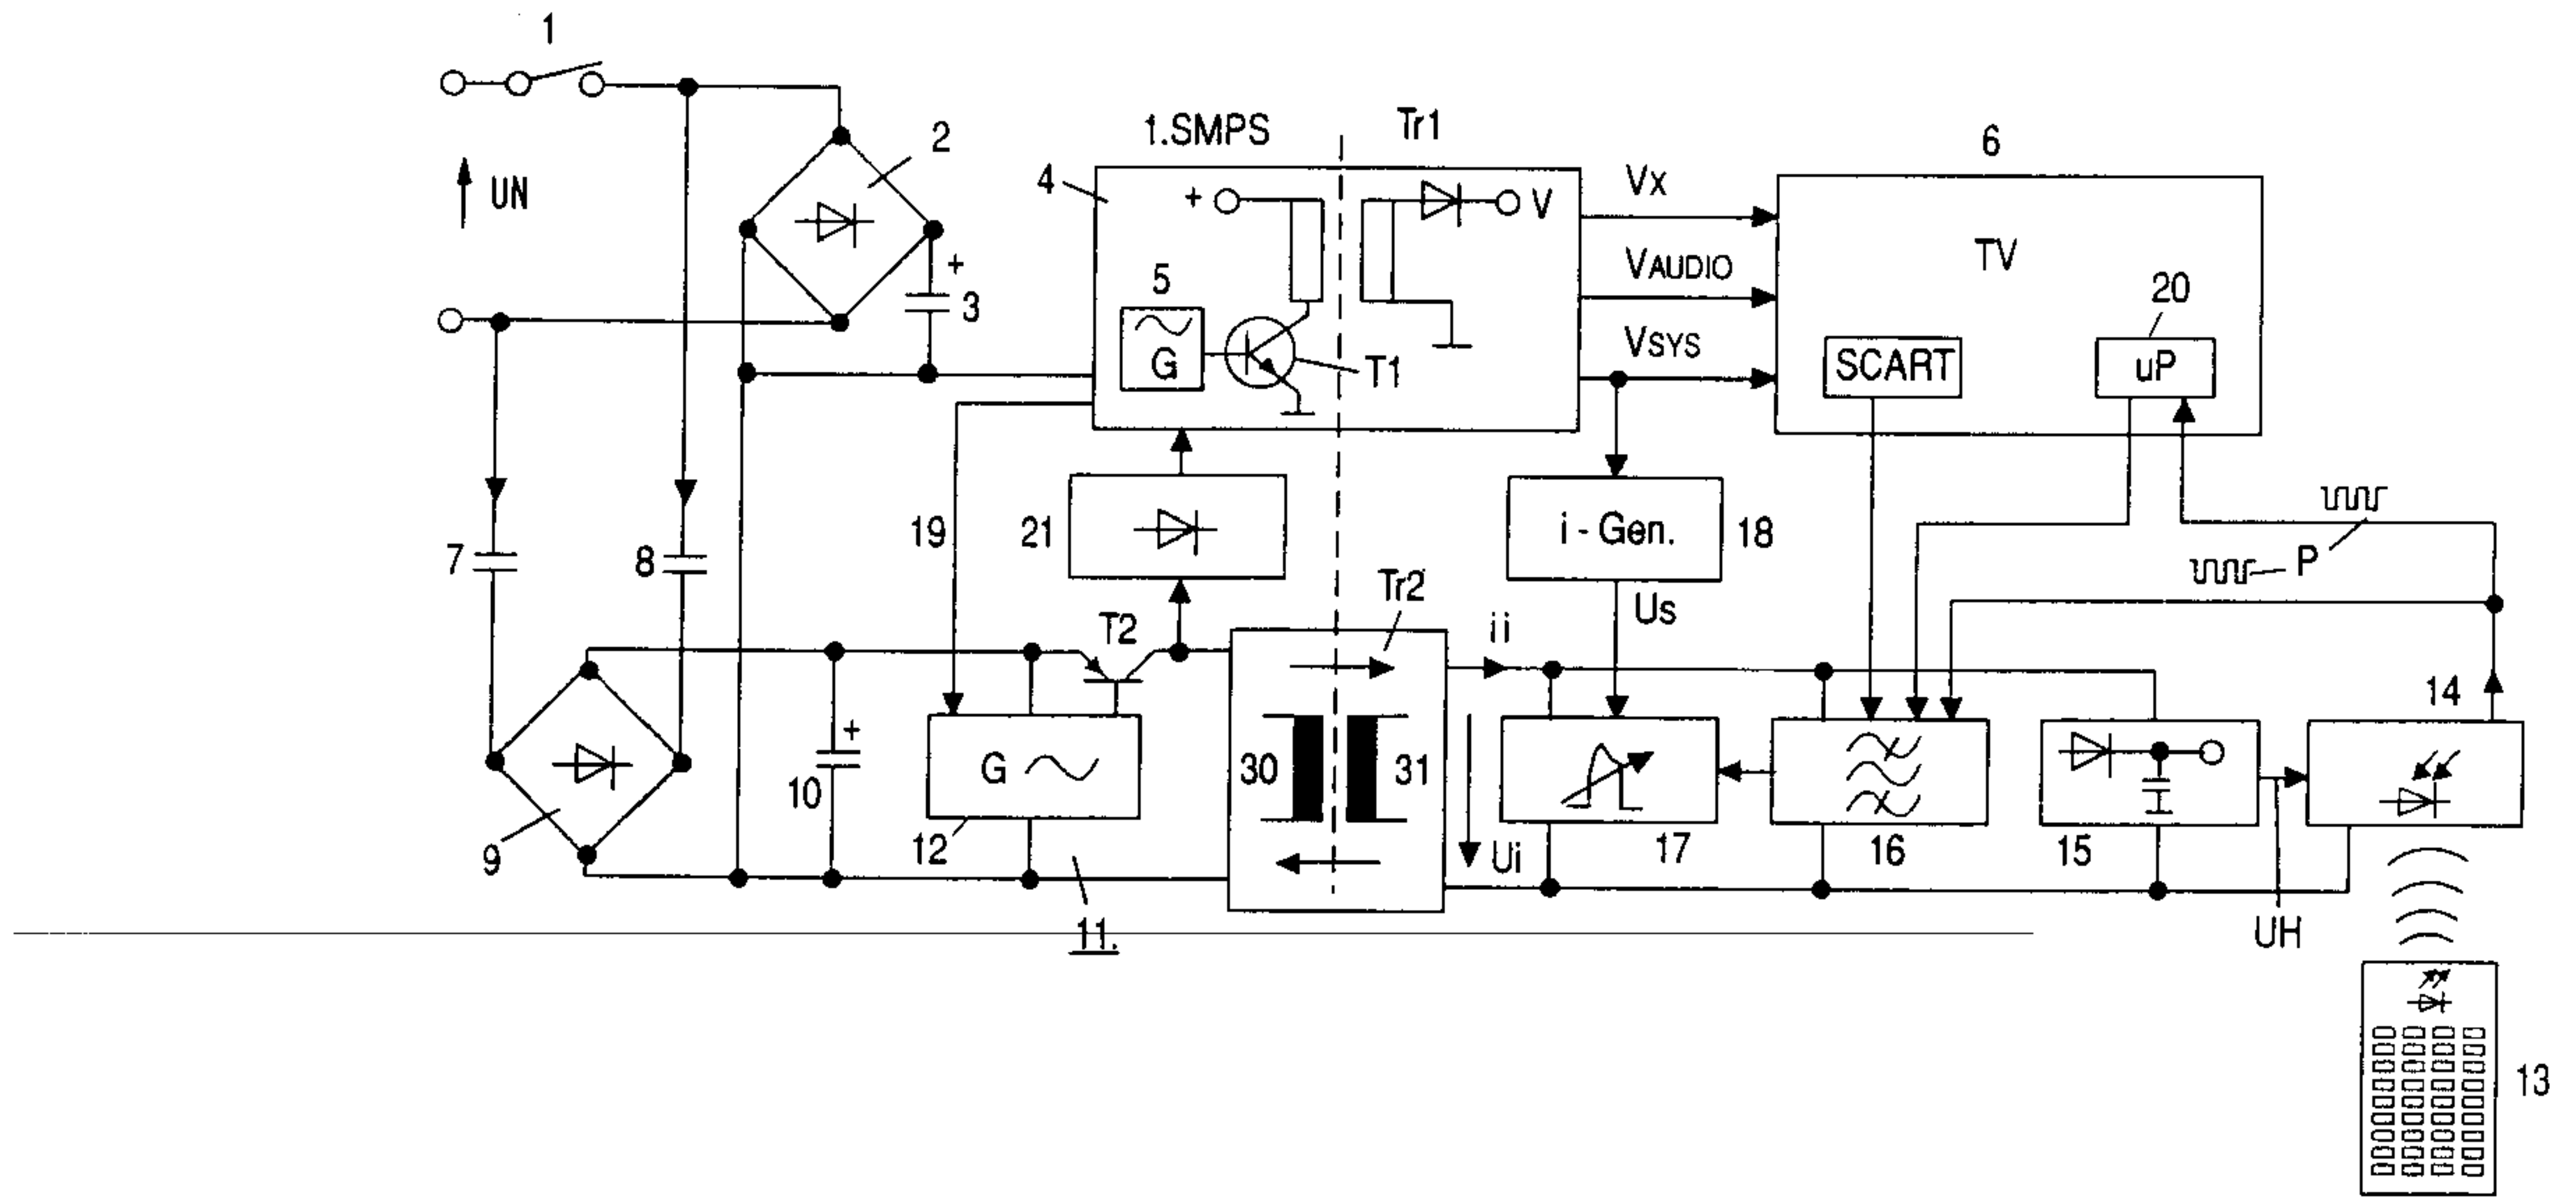 1
1.SMPS
Tr1
2
6
4
Vx
UN
+
V
TV
+
VAUDIO
5
20
3
VSYS
G
T1
SCART
uP
19
21
i - Gen.
18
7
8
P
Tr2
Us
T2
ii
14
+
G
30
31
10
12
Ui
17
16
15
9
11.
UH
13